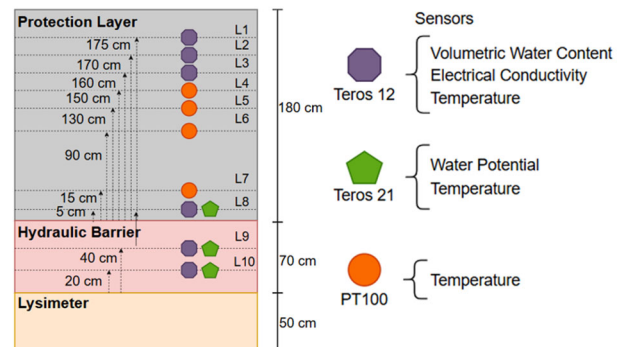 Protection Layer
L1
175 cm
L2
170 cm
L3
160 cm
L4
150 cm
L5
130 cm
L6
90 cm
L7
15 cm
L8
5 cm
Hydraulic Barrier
L9
40 cm
L10
20 cm
Lysimeter
180 cm
70 cm
50 cm
Sensors
Teros 12
Volumetric Water Content
Electrical Conductivity
Temperature
Teros 21
Water Potential
Temperature
PT100
Temperature